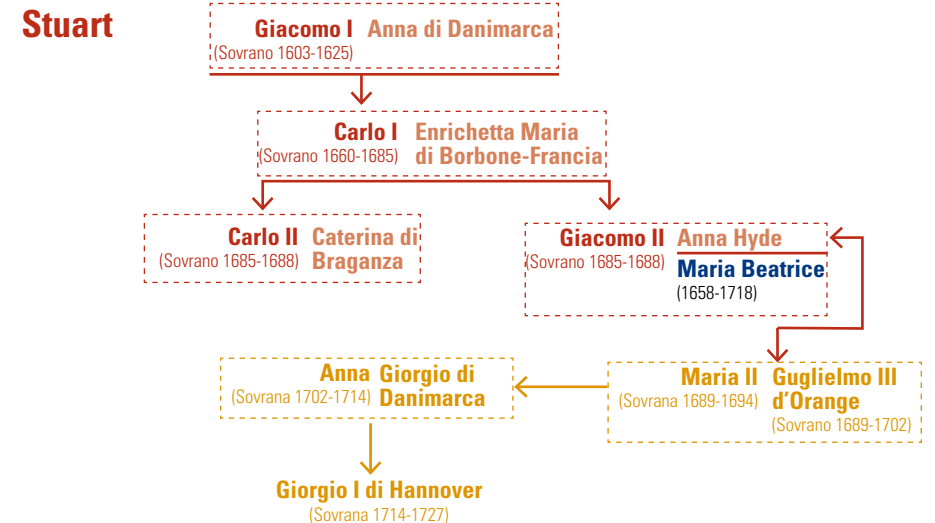 Stuart
Giacomo I Anna di Danimarca
(Sovrano 1603-1625)
Carlo I Enrichetta Maria
(Sovrano 1660-1685) di Borbone-Francia
Carlo II Caterina di
(Sovrano 1685-1688) Braganza
Giacomo II Anna Hyde
(Sovrano 1685-1688) Maria Beatrice
(1658-1718)
Anna Giorgio di
(Sovrana 1702-1714) Danimarca
Maria II Guglielmo III
(Sovrana 1689-1694) d'Orange
(Sovrano 1689-1702)
Giorgio I di Hannover
(Sovrana 1714-1727)